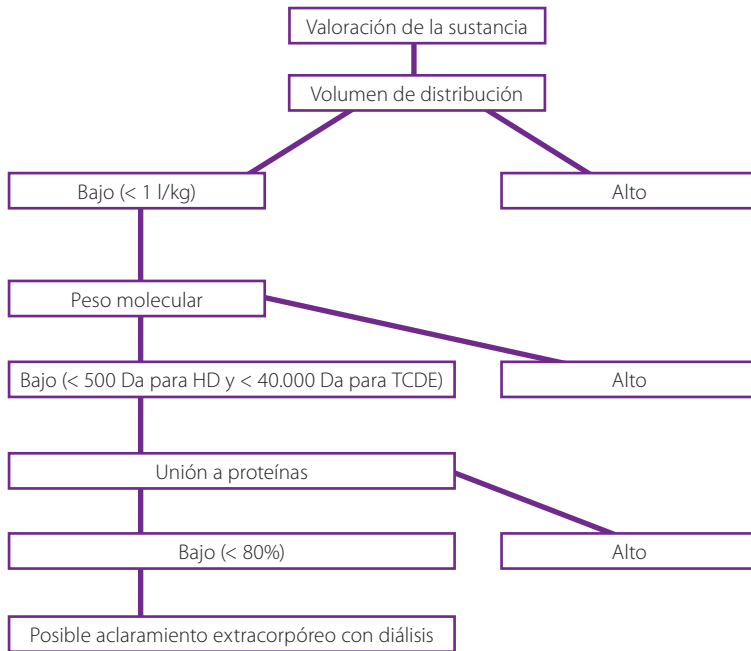 Valoración de la sustancia
Volumen de distribución
Bajo (< 1 l/kg)
Alto
Peso molecular
Bajo (< 500 Da para HD y < 40.000 Da para TCDE)
Alto
Unión a proteínas
Bajo (< 80%)
Alto
Posible aclaramiento extracorpóreo con diálisis